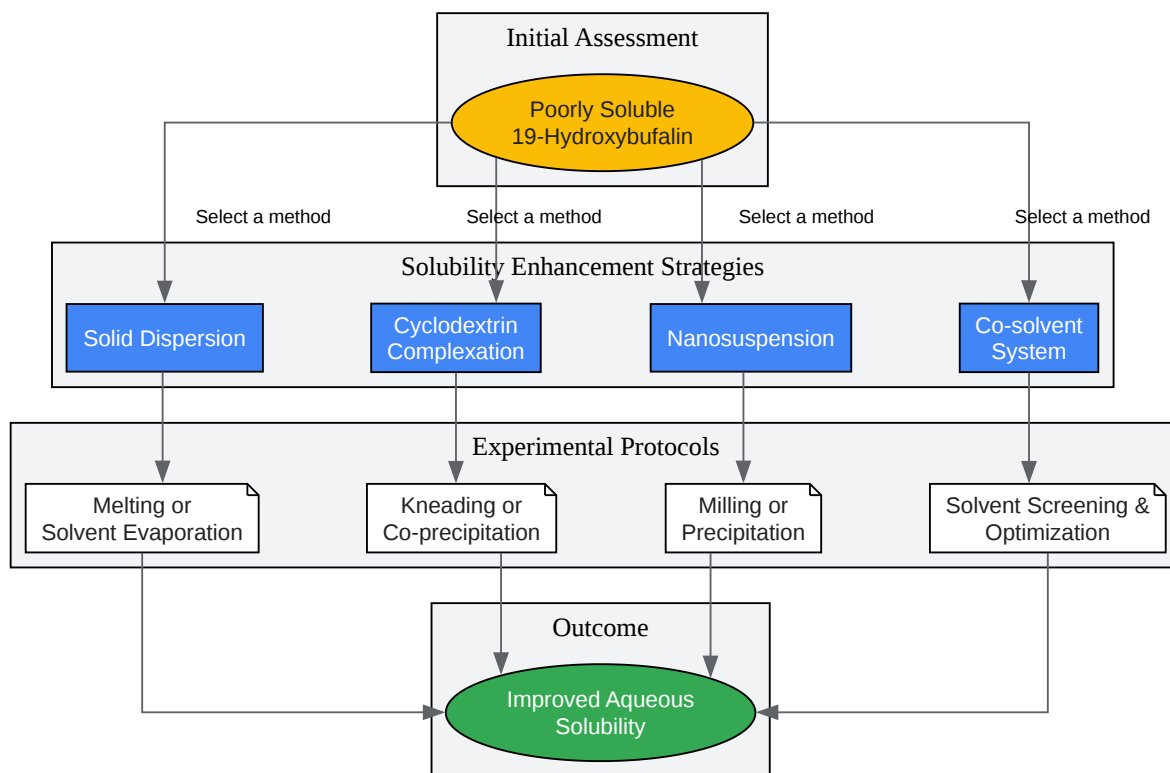 Initial Assessment
Poorly Soluble
19-Hydroxybufalin
Select a method
Select a method
Select a method
Select a method
Solubility Enhancement Strategies
Solid Dispersion
Cyclodextrin
Complexation
Nanosuspension
Co-solvent
System
Experimental Protocols
Melting or
Solvent Evaporation
Kneading or
Co-precipitation
Milling or
Precipitation
Solvent Screening &
Optimization
Outcome
Improved Aqueous
Solubility